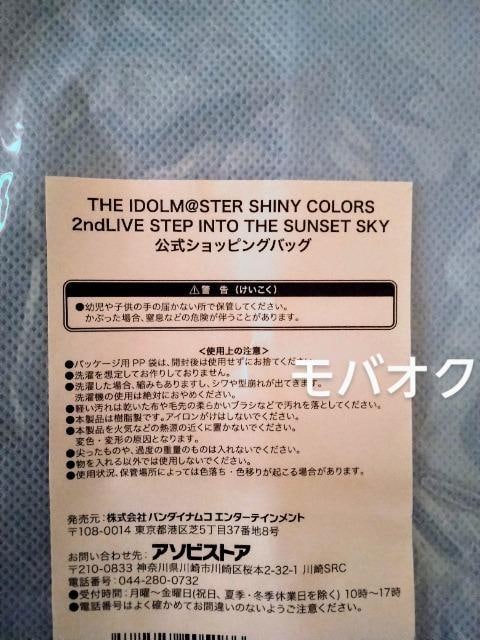 THE IDOLM@STER SHINY COLORS
2ndLIVE STEP INTO THE SUNSET SKY
公式ショッピングバッグ
モバオク
⚠警 告（けいこく）
●幼児や子供の手の届かない所で保管してください。
かぶった場合、窒息などの危険が伴うことがあります。
<使用上の注意>
●パッケージ用PP袋は、開封後は使用せずにお捨てください。
●洗濯を想定してお作りしておりません。
●洗濯した場合、縮みもありますし、シワや型崩れが出てきます。
洗濯機の使用は絶対におやめください。
モバオク
●軽い汚れは乾いた布や毛先の柔らかいブラシなどで汚れを落としてください。
●本製品は樹脂製です。アイロンがけはしないでください。
●本製品を火気などの熱源の近くに置かないでください。
変色・変形の原因となります。
●尖ったものや、過度の重量のものは入れないでください。
●物を入れる以外では使用しないでください。
●使用状況、保管場所によっては色落ち・色移りが起こる場合があります。
発売元：株式会社バンダイナムコエンターテインメント
〒108-0014 東京都港区芝5丁目37番地8号
お問い合わせ先：アソビストア
〒210-0833 神奈川県川崎市川崎区桜本2-32-1 川崎SRC
電話番号：044-280-0732
●受付時間：月曜〜金曜日(祝日、夏季・冬季休業日を除く) 10時〜17時
●電話番号はよく確かめてお間違いのないようご注意ください。